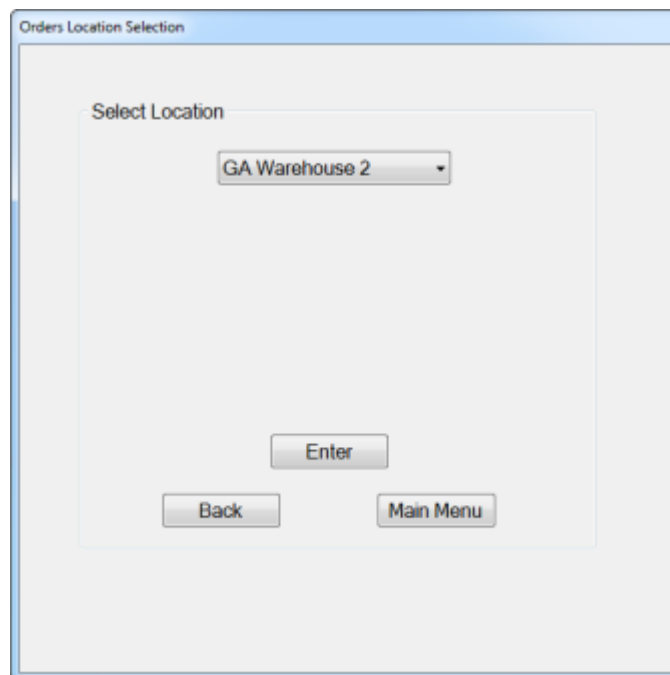 Orders Location Selection
Select Location
GA Warehouse 2
Enter
Back
Main Menu